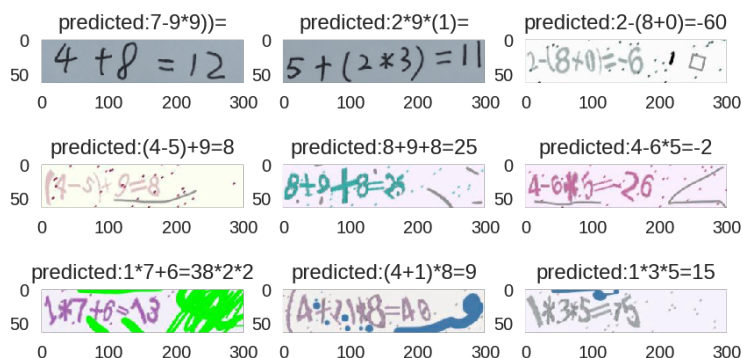 predicted:7-9*9))= predicted:2*9*(1)= predicted:2-(8+0)=-60
0 4 +8 = 12 0 5+(2*3)=11 0 2-(8+0)=-6
50 50 50
0 100 200 300 0 100 200 300 0 100 200 300
predicted:(4-5)+9=8 predicted:8+9+8=25 predicted:4-6*5=-2
0 (4-5)+9=8 0 8+9+8=25 0 4-6*5=-26
50 50 50
0 100 200 300 0 100 200 300 0 100 200 300
predicted:1*7+6=38*2*2 predicted:(4+1)*8=9 predicted:1*3*5=15
0 1*7+6=13 0 (4+1)*8=40 0 1*3*5=15
50 50 50
0 100 200 300 0 100 200 300 0 100 200 300